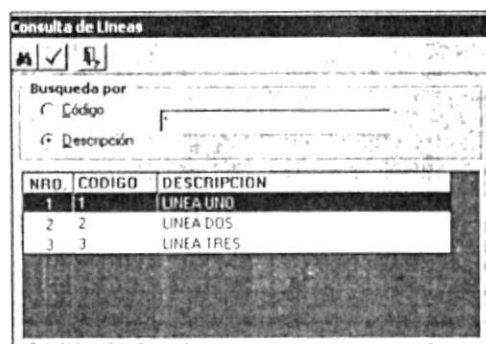 Consulta de Lineas
Busqueda por
Código
Descripción
NRO. CODIGO DESCRIPCION
1 1 LINEA UNO
2 2 LINEA DOS
3 3 LINEA TRES